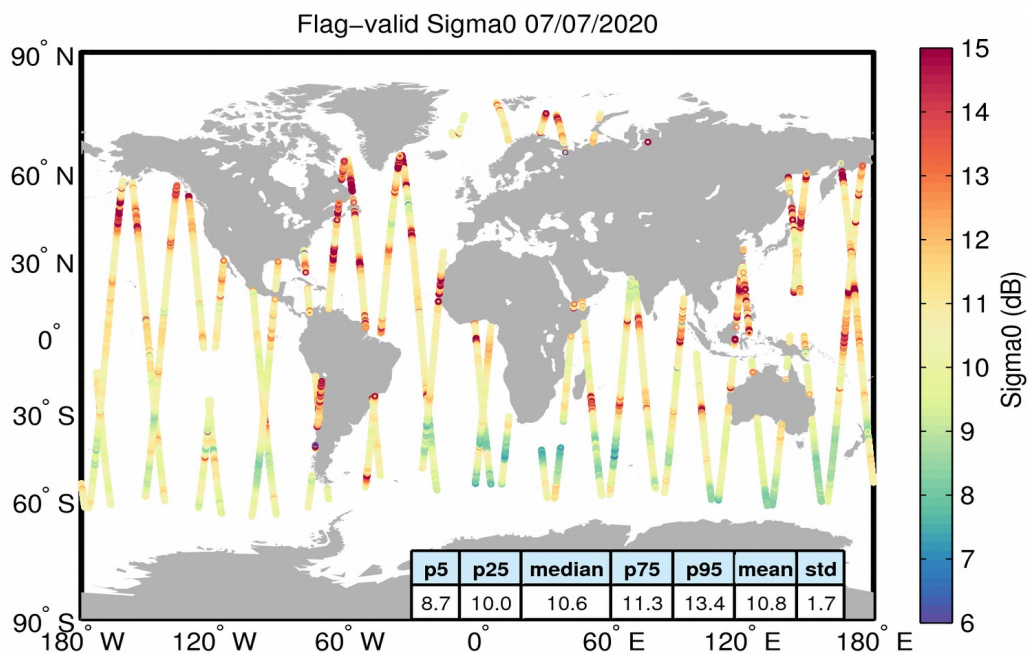 Flag−valid Sigma0 07/07/2020
90° N
60° N
30° N
0°
30° S
60° S
90° S
180° W 120° W 60° W 0° 60° E 120° E 180° E
p5 p25 median p75 p95 mean std
8.7 10.0 10.6 11.3 13.4 10.8 1.7
15
14
13
12
11
10
9
8
7
6
Sigma0 (dB)